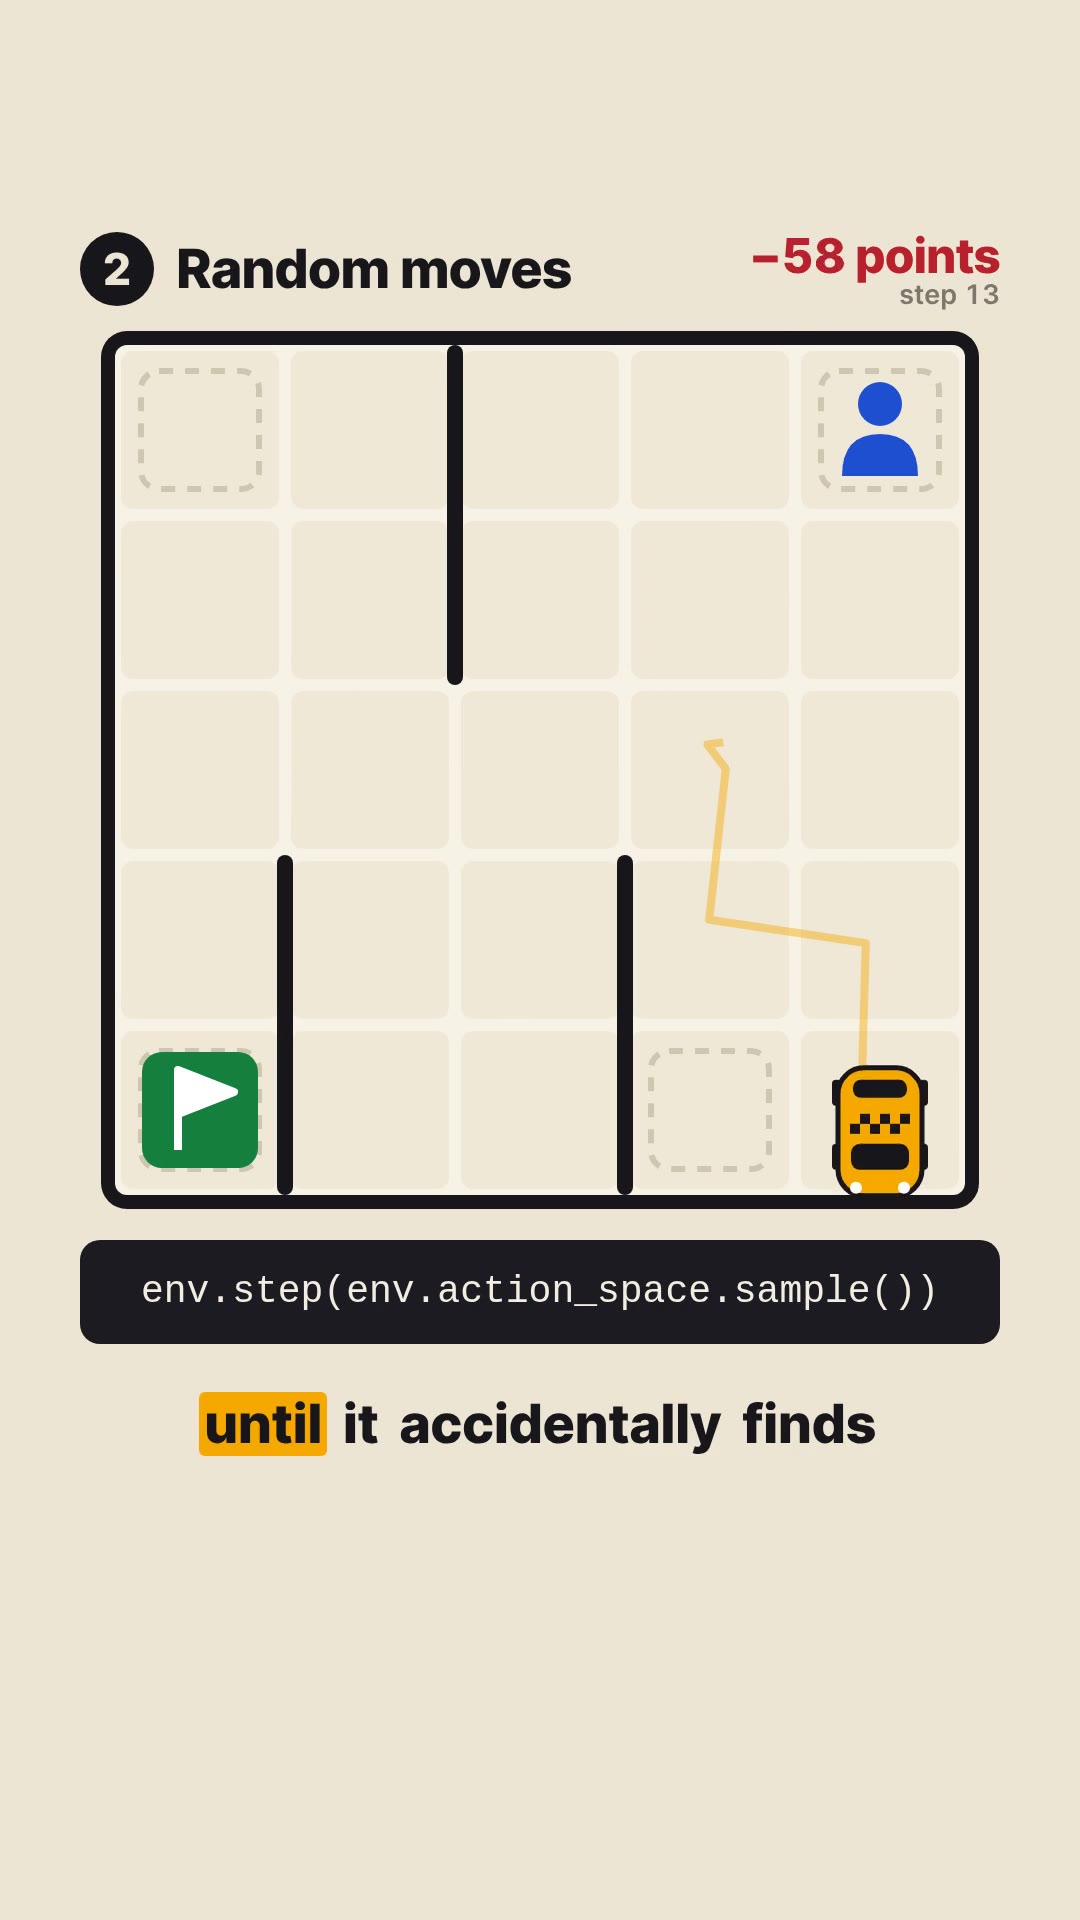 2 Random moves
−58 points
step 13
env.step(env.action_space.sample())
until it accidentally finds